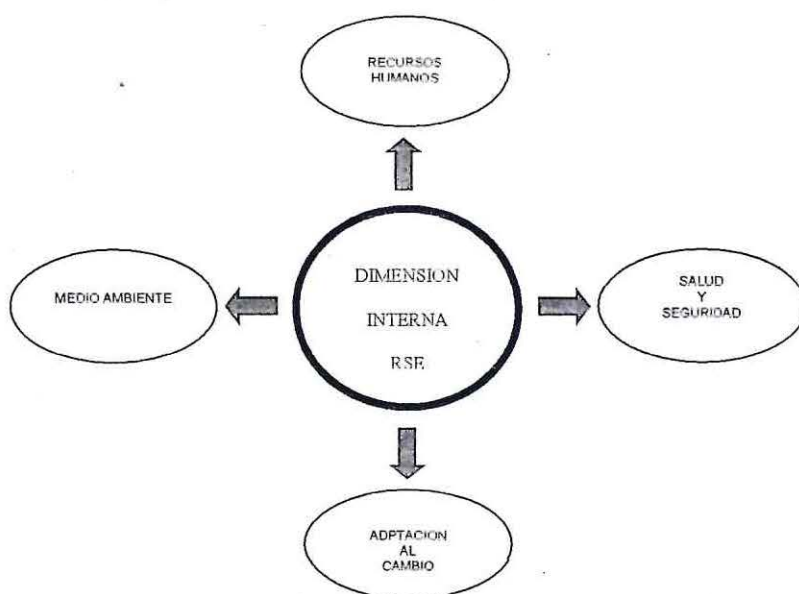 RECURSOS
HUMANOS
MEDIO AMBIENTE
DIMENSION
INTERNA
RSE
SALUD
Y
SEGURIDAD
ADPTACION
AL
CAMBIO